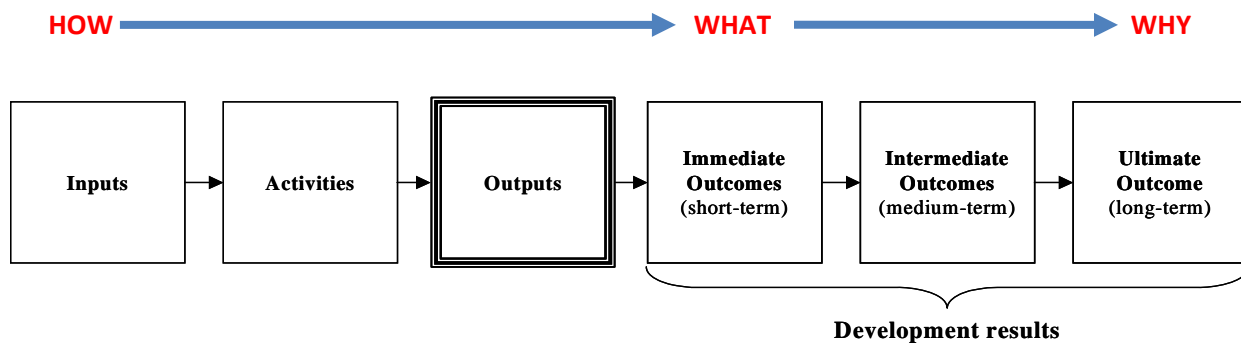 HOW WHAT WHY
Inputs
Activities
Outputs
Immediate
Outcomes
(short-term)
Intermediate
Outcomes
(medium-term)
Ultimate
Outcome
(long-term)
Development results